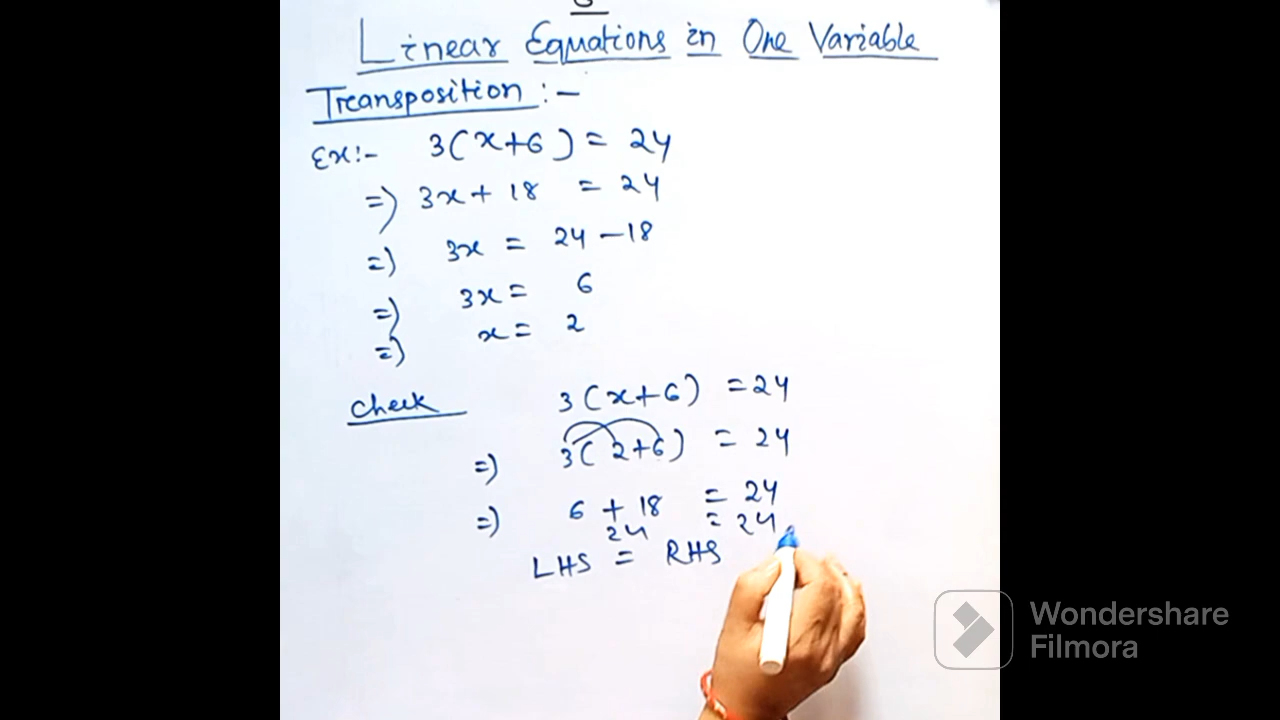 Linear Equations in One Variable
Transposition :-
Ex:- 3(x+6) = 24
=) 3x + 18 = 24
=) 3x = 24 - 18
=) 3x = 6
=) x = 2
Check 3(x+6) = 24
=) 3(2+6) = 24
=) 6 + 18 = 24
24 = 24
LHS = RHS
Wondershare
Filmora